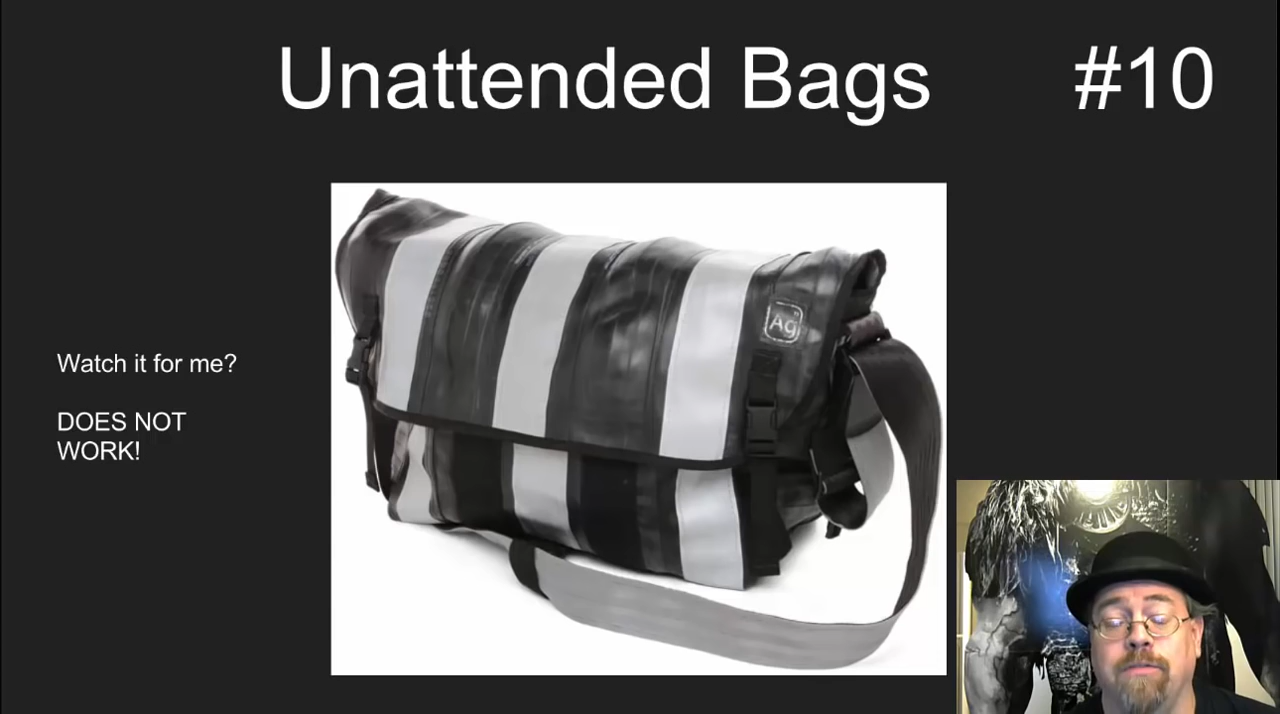 Unattended Bags #10
Watch it for me?
DOES NOT
WORK!
Ag